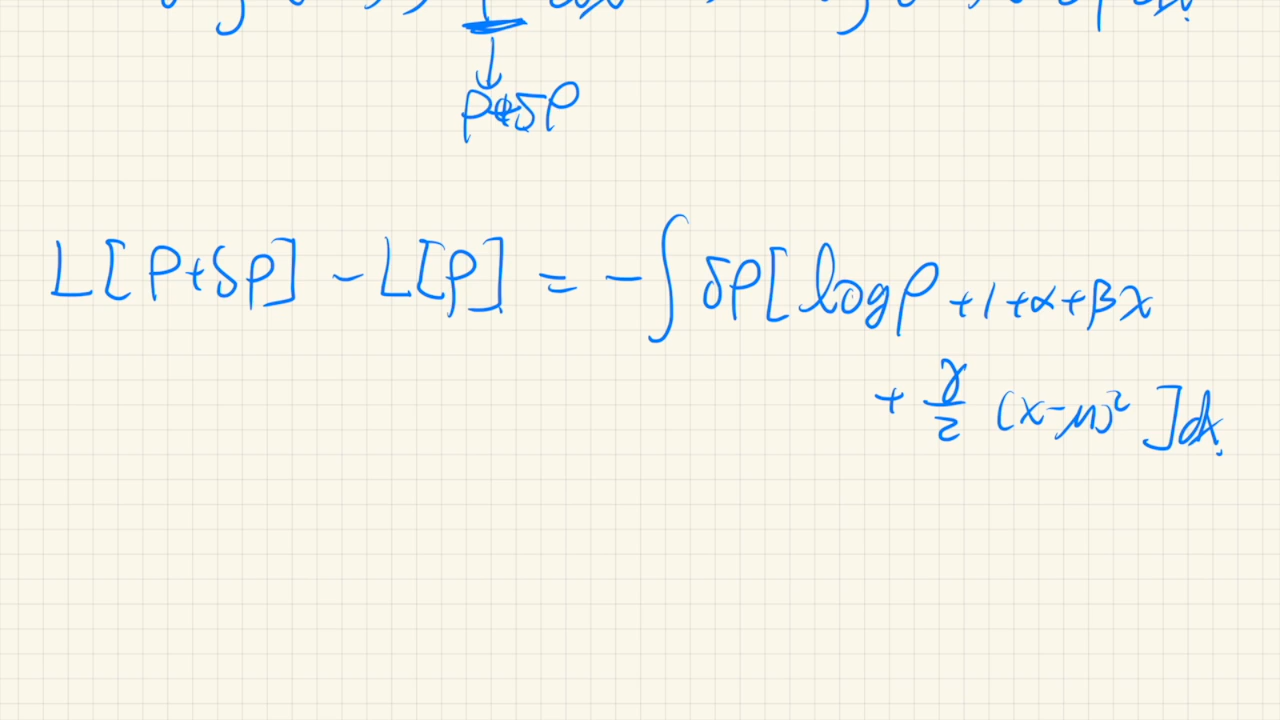 ↓
ρ+δρ
L[ρ+δρ] - L[ρ] = -∫δρ[logρ +1+α+βx
+ γ/2 (x-μ)² ]dx.